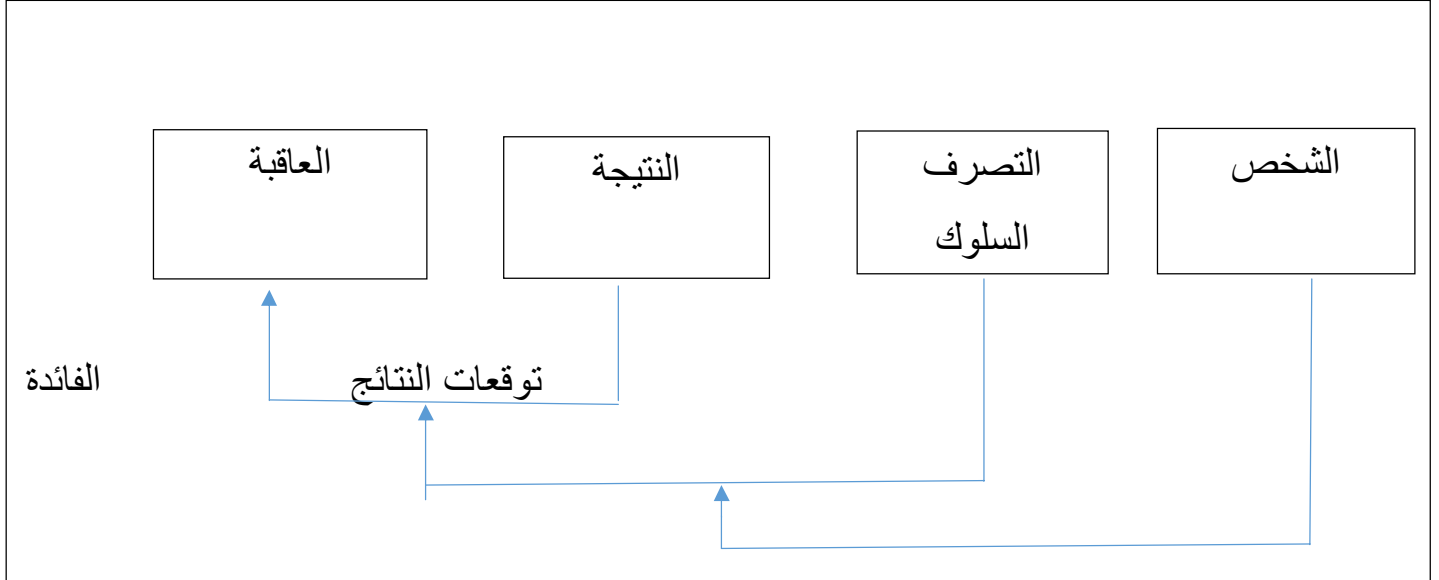 الشخص
التصرف
السلوك
النتيجة
العاقبة
توقعات النتائج
الفائدة